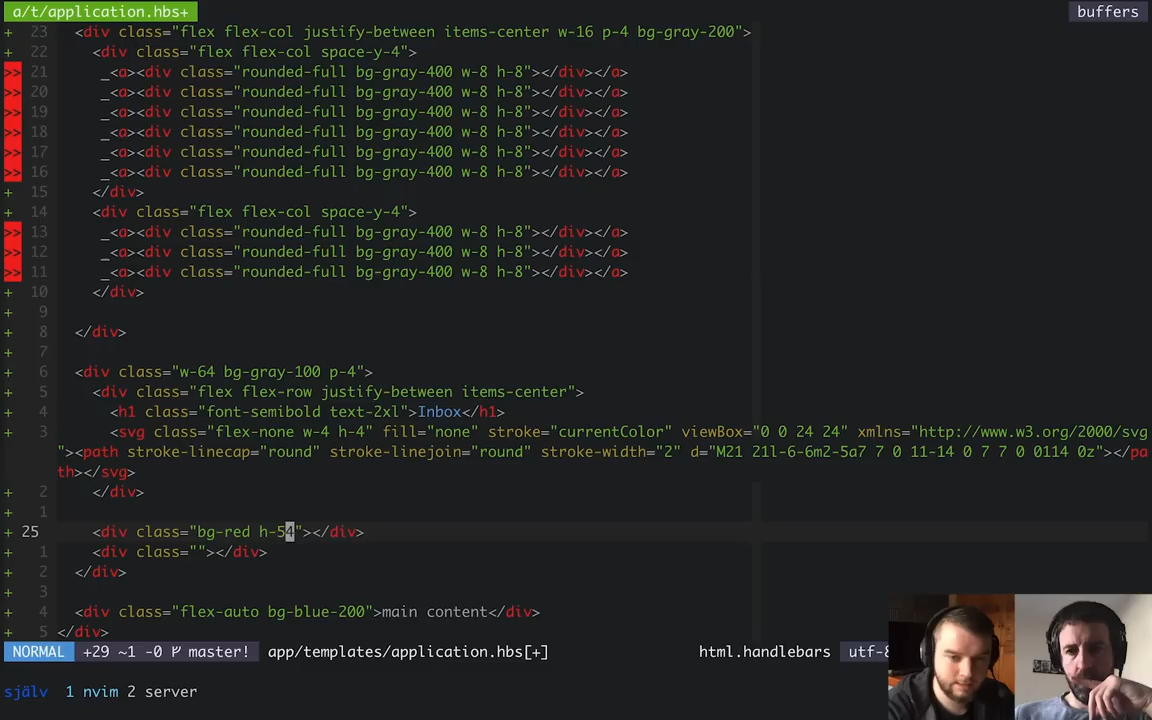 a/t/application.hbs+ buffers
+ 23 <div class="flex flex-col justify-between items-center w-16 p-4 bg-gray-200">
+ 22 <div class="flex flex-col space-y-4">
>> 21 _<a><div class="rounded-full bg-gray-400 w-8 h-8"></div></a>
>> 20 _<a><div class="rounded-full bg-gray-400 w-8 h-8"></div></a>
>> 19 _<a><div class="rounded-full bg-gray-400 w-8 h-8"></div></a>
>> 18 _<a><div class="rounded-full bg-gray-400 w-8 h-8"></div></a>
>> 17 _<a><div class="rounded-full bg-gray-400 w-8 h-8"></div></a>
>> 16 _<a><div class="rounded-full bg-gray-400 w-8 h-8"></div></a>
+ 15 </div>
+ 14 <div class="flex flex-col space-y-4">
>> 13 _<a><div class="rounded-full bg-gray-400 w-8 h-8"></div></a>
>> 12 _<a><div class="rounded-full bg-gray-400 w-8 h-8"></div></a>
>> 11 _<a><div class="rounded-full bg-gray-400 w-8 h-8"></div></a>
+ 10 </div>
+ 9
+ 8 </div>
+ 7
+ 6 <div class="w-64 bg-gray-100 p-4">
+ 5 <div class="flex flex-row justify-between items-center">
+ 4 <h1 class="font-semibold text-2xl">Inbox</h1>
+ 3 <svg class="flex-none w-4 h-4" fill="none" stroke="currentColor" viewBox="0 0 24 24" xmlns="http://www.w3.org/2000/svg
"><path stroke-linecap="round" stroke-linejoin="round" stroke-width="2" d="M21 21l-6-6m2-5a7 7 0 11-14 0 7 7 0 0114 0z"></pa
th></svg>
+ 2 </div>
+ 1
+ 25 <div class="bg-red h-54"></div>
+ 1 <div class=""></div>
+ 2 </div>
+ 3
+ 4 <div class="flex-auto bg-blue-200">main content</div>
+ 5 </div>
NORMAL +29 ~1 -0 master! app/templates/application.hbs[+] html.handlebars utf-8
själv 1 nvim 2 server